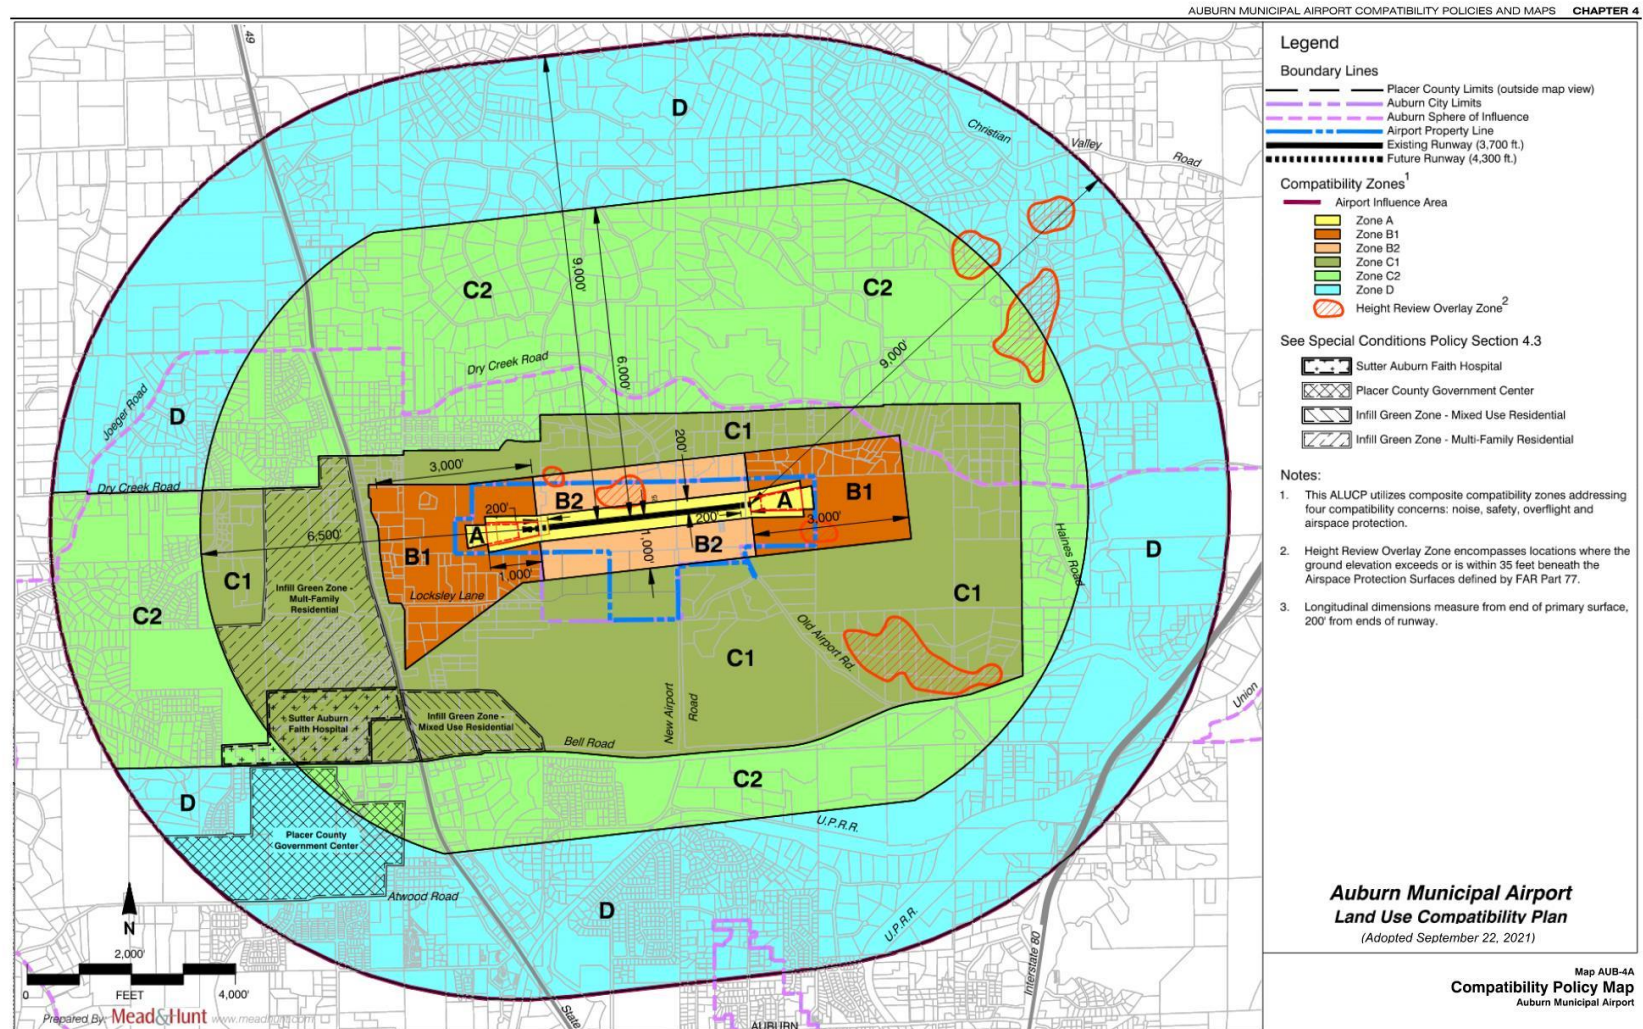 AUBURN MUNICIPAL AIRPORT COMPATIBILITY POLICIES AND MAPS CHAPTER 4
49
D
Christian
Valley
Road
9,000'
C2
C2
9,000'
6,000'
Dry Creek Road
Joeger Road
D
C1
200'
3,000'
Dry Creek Road
B2
A
B1
200'
200'
3,000'
6,500'
A
B1
B2
1,000'
1,000'
Haines Road
D
C1
Infill Green Zone -
Mult-Family
Residential
Locksley Lane
C1
C2
Old Airport Rd.
C1
New Airport
Road
Union
Sutter Auburn
Faith Hospital
Infill Green Zone -
Mixed Use Residential
Bell Road
C2
D
U.P.R.R.
Placer County
Government Center
Atwood Road
D
U.P.R.R.
Interstate 80
N
2,000'
0
FEET
4,000'
State
AUBURN
Prepared By: Mead&Hunt www.meadhunt.com
Legend
Boundary Lines
Placer County Limits (outside map view)
Auburn City Limits
Auburn Sphere of Influence
Airport Property Line
Existing Runway (3,700 ft.)
Future Runway (4,300 ft.)
Compatibility Zones1
Airport Influence Area
Zone A
Zone B1
Zone B2
Zone C1
Zone C2
Zone D
Height Review Overlay Zone2
See Special Conditions Policy Section 4.3
Sutter Auburn Faith Hospital
Placer County Government Center
Infill Green Zone - Mixed Use Residential
Infill Green Zone - Multi-Family Residential
Notes:
1. This ALUCP utilizes composite compatibility zones addressing
four compatibility concerns: noise, safety, overflight and
airspace protection.
2. Height Review Overlay Zone encompasses locations where the
ground elevation exceeds or is within 35 feet beneath the
Airspace Protection Surfaces defined by FAR Part 77.
3. Longitudinal dimensions measure from end of primary surface,
200' from ends of runway.
Auburn Municipal Airport
Land Use Compatibility Plan
(Adopted September 22, 2021)
Map AUB-4A
Compatibility Policy Map
Auburn Municipal Airport